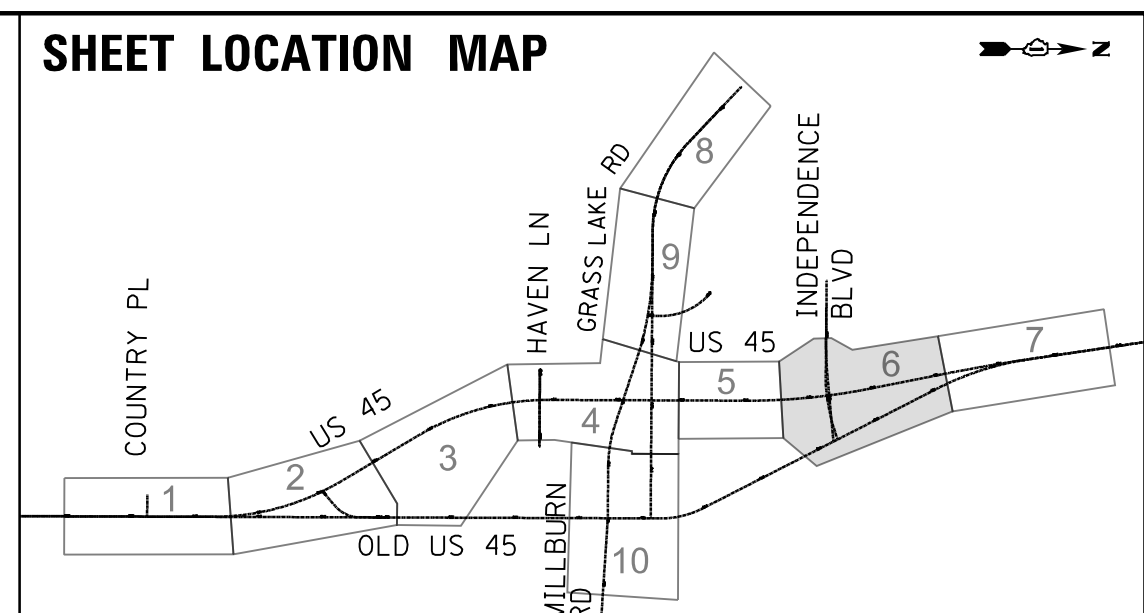 SHEET LOCATION MAP
N
8
GRASS LAKE RD
INDEPENDENCE
BLVD
HAVEN LN
9
COUNTRY PL
US 45
7
6
5
US 45
4
3
2
1
OLD US 45
MILLBURN
RD
10